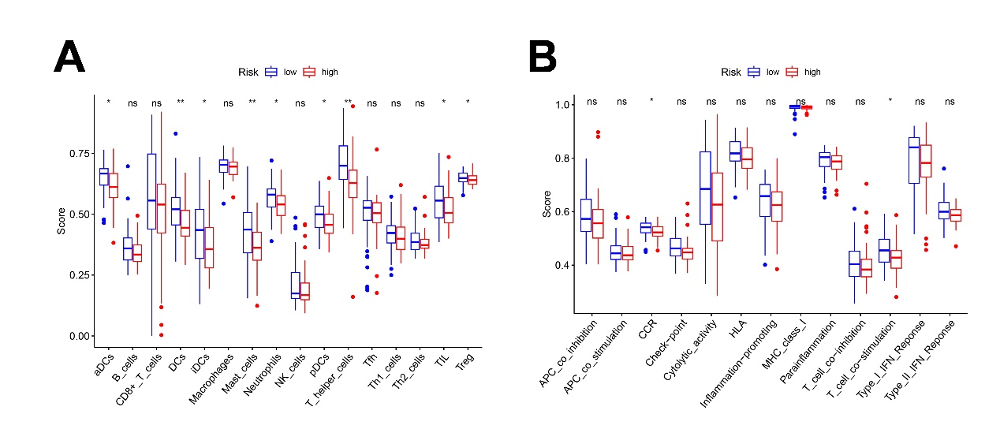 A
Risk low high
* ns ns ** * ns ** * ns * ** ns ns ns * *
Score
0.75
0.50
0.25
0.00
aDCs B_cells CD8+_T_cells DCs iDCs Macrophages Mast_cells Neutrophils NK_cells pDCs T_helper_cells Tfh Th1_cells Th2_cells TIL Treg
B
Risk low high
ns ns * ns ns ns ns ns ns ns * ns ns
Score
1.0
0.8
0.6
0.4
APC_co_inhibition APC_co_stimulation CCR Check-point Cytolytic_activity HLA Inflammation-promoting MHC_class_I Parainflammation T_cell_co-inhibition T_cell_co-stimulation Type_I_IFN_Reponse Type_II_IFN_Reponse